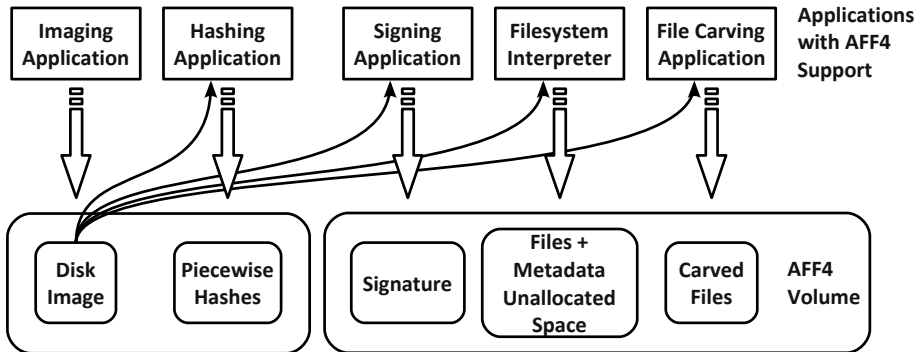 Imaging
Application
Hashing
Application
Signing
Application
Filesystem
Interpreter
File Carving
Application
Applications
with AFF4
Support
Disk
Image
Piecewise
Hashes
Signature
Files +
Metadata
Unallocated
Space
Carved
Files
AFF4
Volume